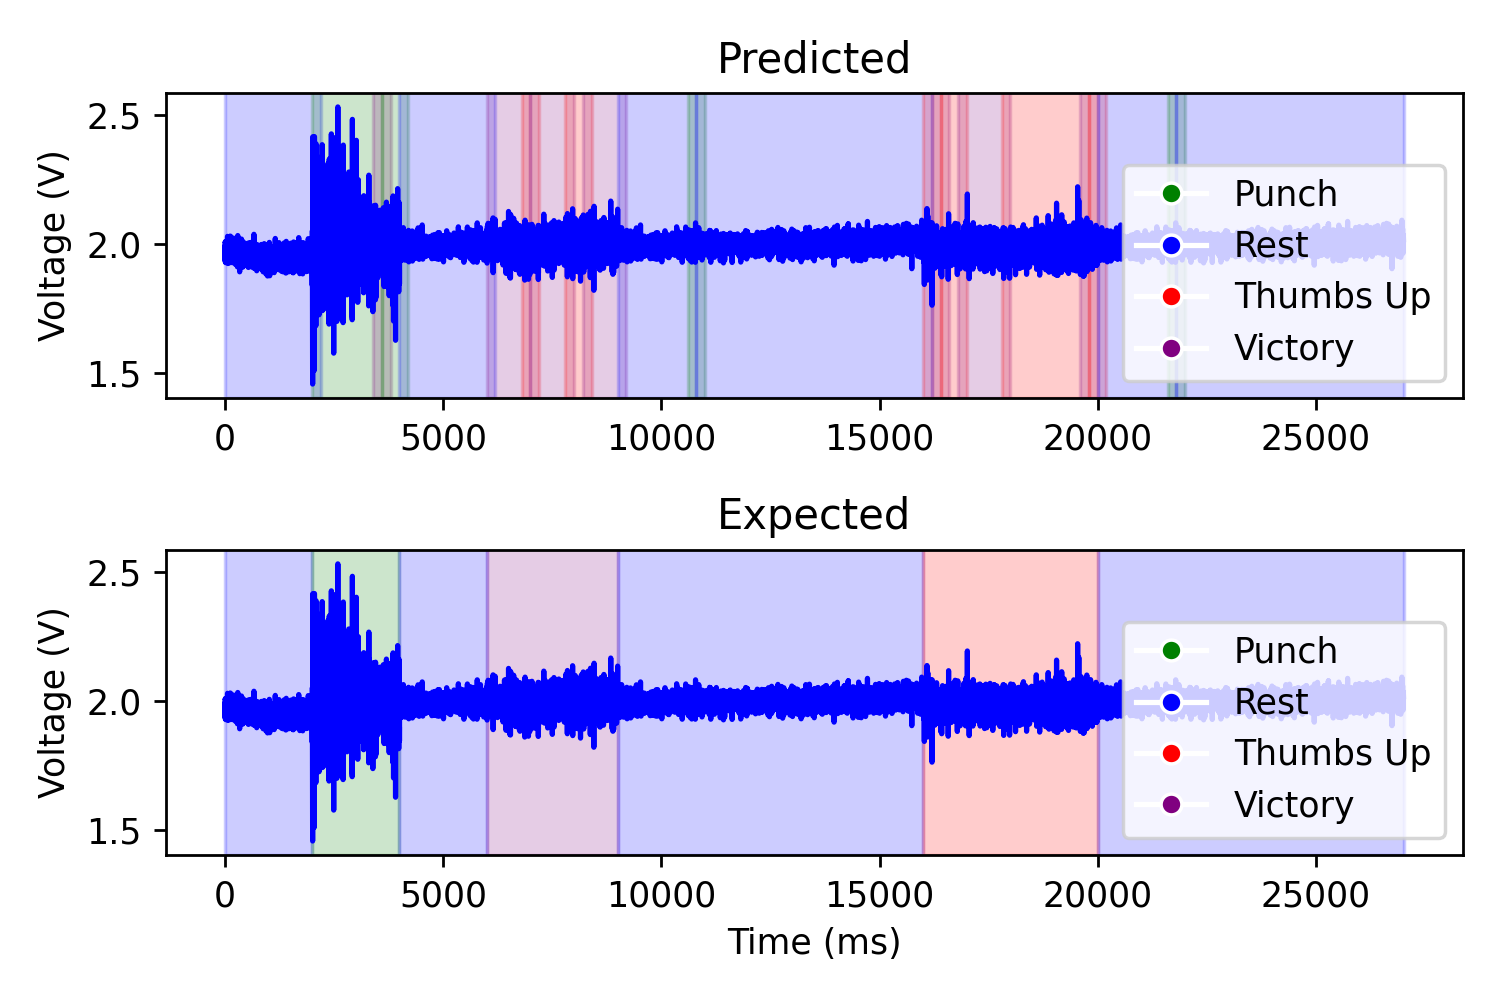 Predicted
Voltage (V)
2.5
2.0
1.5
0 5000 10000 15000 20000 25000
Punch
Rest
Thumbs Up
Victory
Expected
Voltage (V)
2.5
2.0
1.5
0 5000 10000 15000 20000 25000
Punch
Rest
Thumbs Up
Victory
Time (ms)